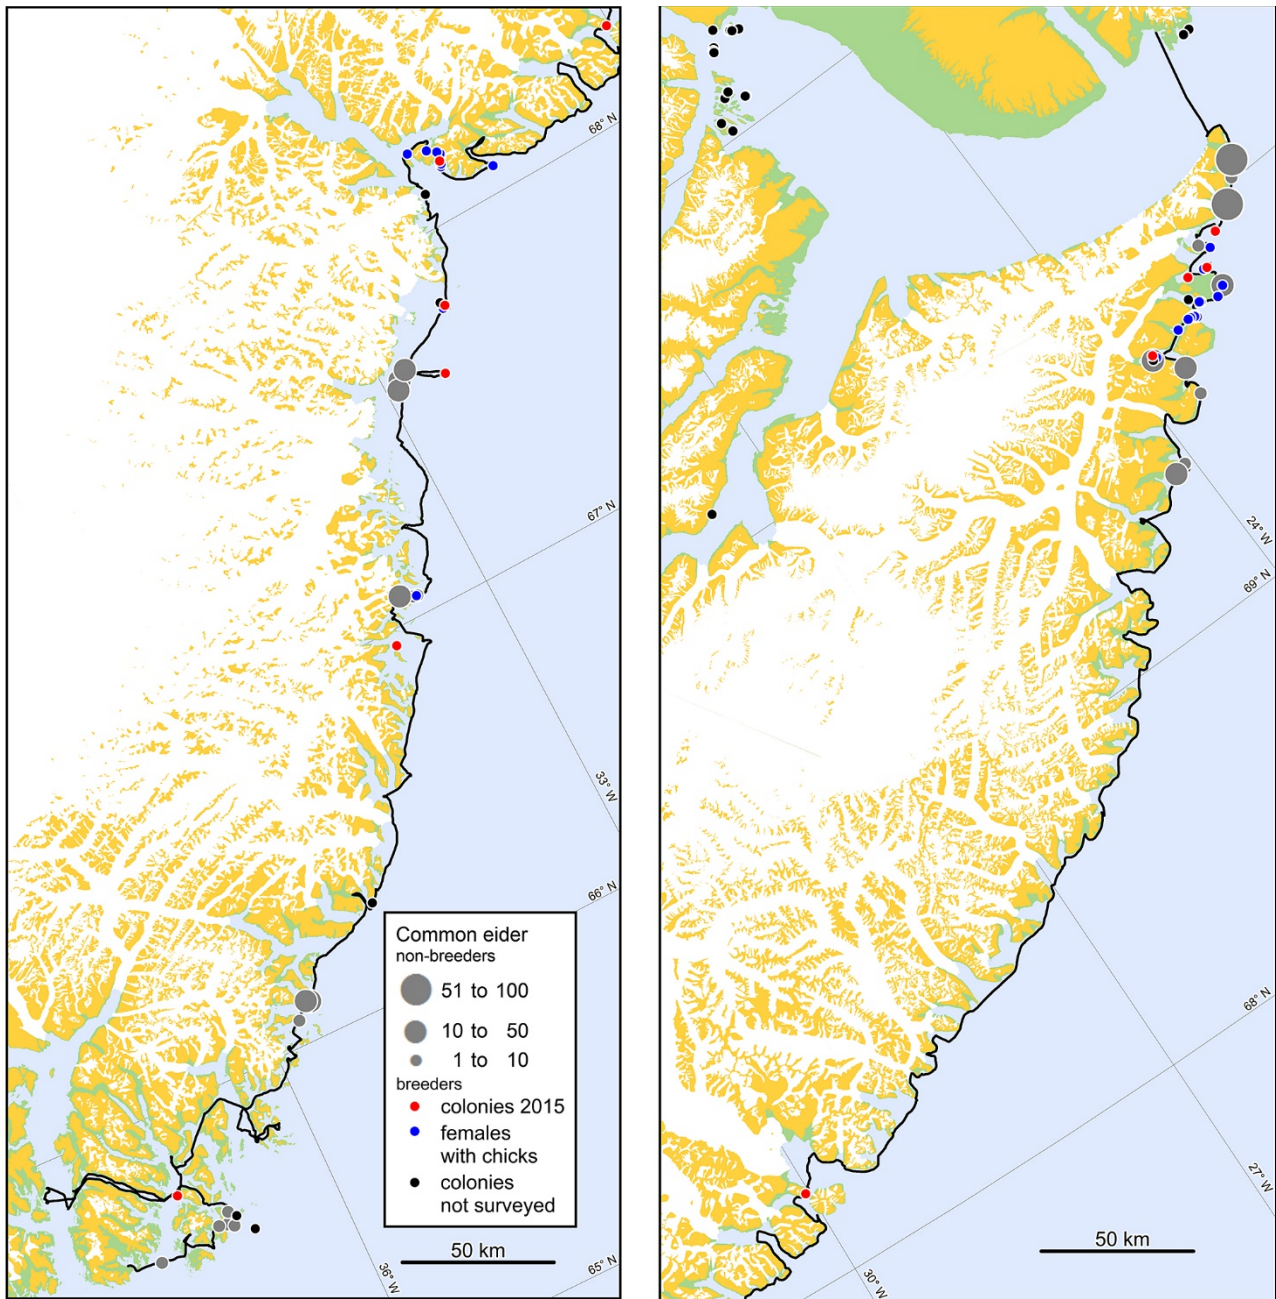 68° N
67° N
33° W
66° N
Common eider
non-breeders
51 to 100
10 to 50
1 to 10
breeders
colonies 2015
females
with chicks
colonies
not surveyed
50 km
36° W
65° N
24° W
69° N
68° N
27° W
50 km
30° W